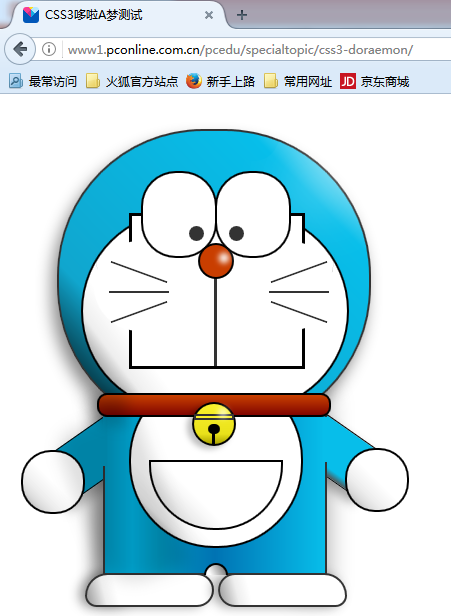 CSS3哆啦A梦测试
www1.pconline.com.cn/pcedu/specialtopic/css3-doraemon/
最常访问 火狐官方站点 新手上路 常用网址 JD 京东商城